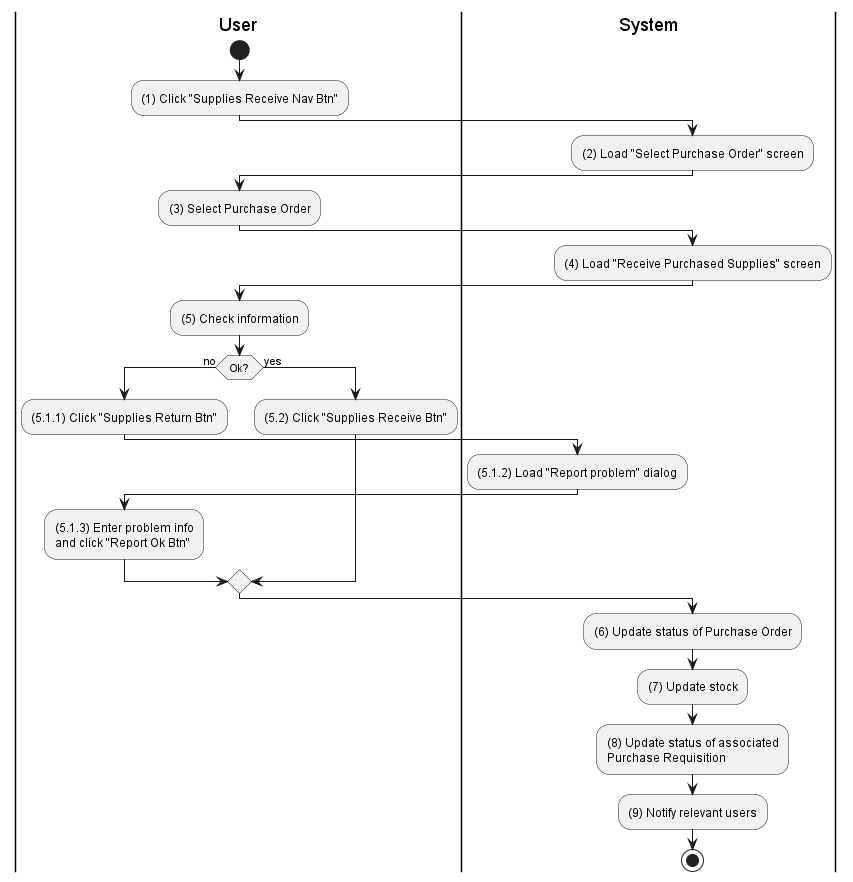 User
System
(1) Click "Supplies Receive Nav Btn"
(2) Load "Select Purchase Order" screen
(3) Select Purchase Order
(4) Load "Receive Purchased Supplies" screen
(5) Check information
no
Ok?
yes
(5.1.1) Click "Supplies Return Btn"
(5.2) Click "Supplies Receive Btn"
(5.1.2) Load "Report problem" dialog
(5.1.3) Enter problem info
and click "Report Ok Btn"
(6) Update status of Purchase Order
(7) Update stock
(8) Update status of associated
Purchase Requisition
(9) Notify relevant users